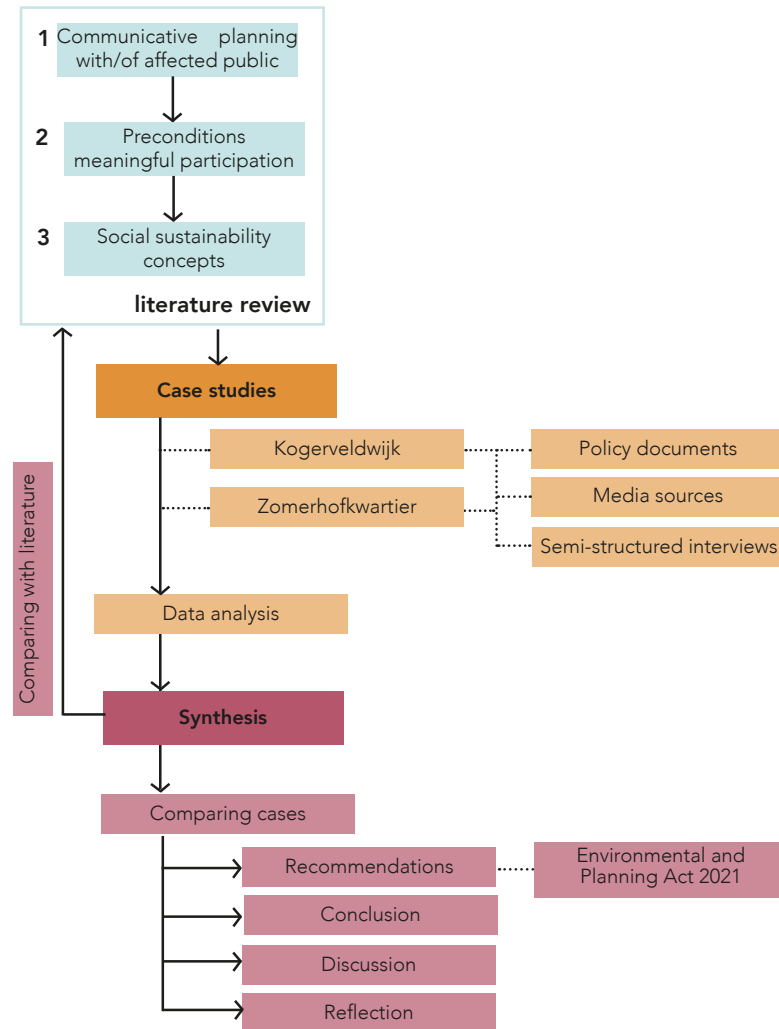 1
Communicative planning
with/of affected public
2
Preconditions
meaningful participation
3
Social sustainability
concepts
literature review
Case studies
Kogerveldwijk
Policy documents
Media sources
Zomerhofkwartier
Semi-structured interviews
Comparing with literature
Data analysis
Synthesis
Comparing cases
Recommendations
Environmental and
Planning Act 2021
Conclusion
Discussion
Reflection